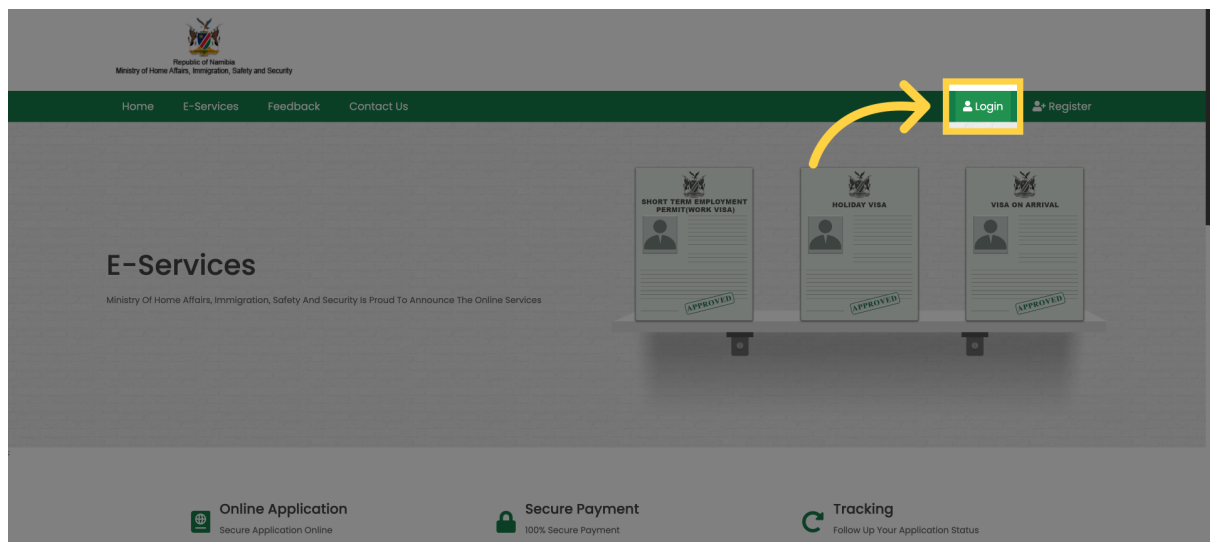 Republic of Namibia
Ministry of Home Affairs, Immigration, Safety and Security
Home E-Services Feedback Contact Us Login Register
SHORT TERM EMPLOYMENT
PERMIT(WORK VISA)
HOLIDAY VISA
VISA ON ARRIVAL
APPROVED
APPROVED
APPROVED
E-Services
Ministry Of Home Affairs, Immigration, Safety And Security Is Proud To Announce The Online Services
Online Application
Secure Application Online
Secure Payment
100% Secure Payment
Tracking
Follow Up Your Application Status